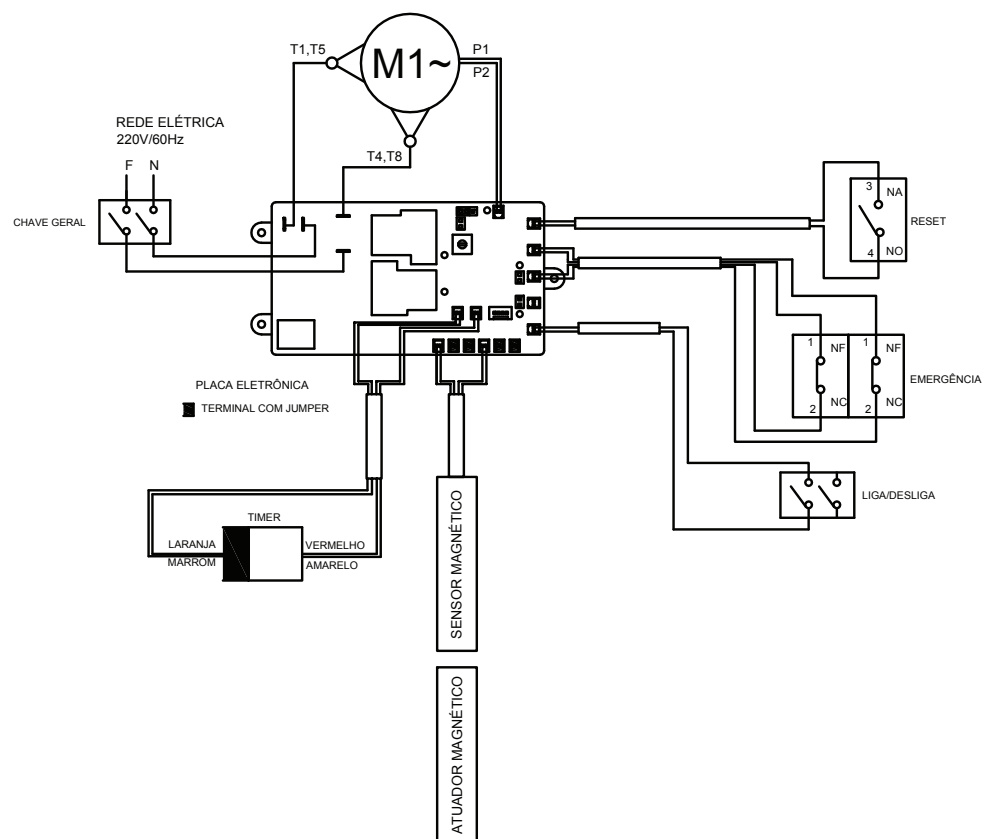 T1,T5
M1~
P1
P2
T4,T8
REDE ELÉTRICA
220V/60Hz
F N
CHAVE GERAL
3 NA
RESET
4 NO
1 NF 1 NF
EMERGÊNCIA
2 NC 2 NC
PLACA ELETRÔNICA
TERMINAL COM JUMPER
LIGA/DESLIGA
TIMER
LARANJA VERMELHO
MARROM AMARELO
SENSOR MAGNÉTICO
ATUADOR MAGNÉTICO